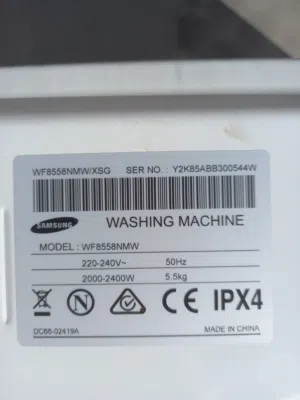 WF8558NMW/XSG SER NO. : Y2K85ABB300544W
SAMSUNG WASHING MACHINE
MODEL : WF8558NMW
220-240V~ 50Hz
2000-2400W 5.5kg
N CE IPX4
DC68-02419A MADE IN CHINA